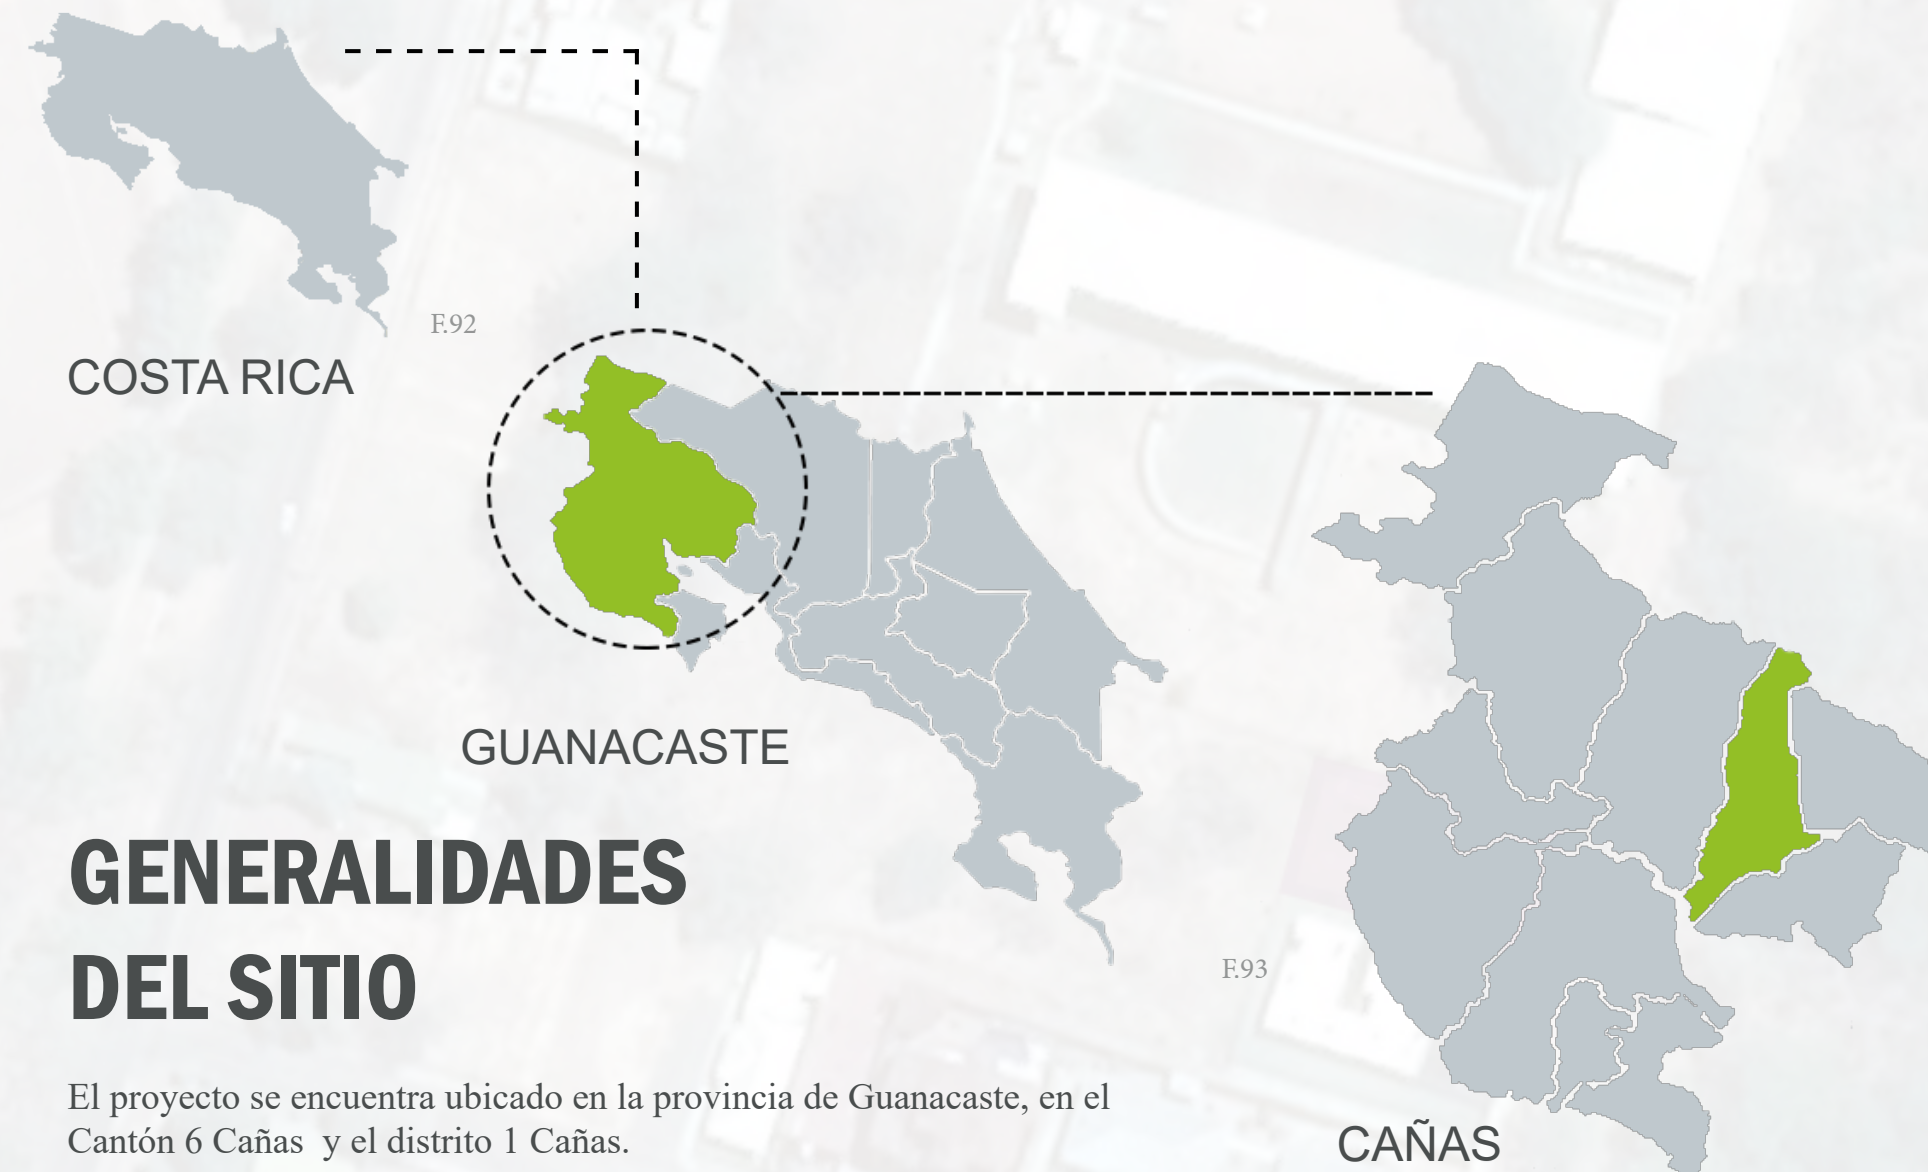 F.92
COSTA RICA
GUANACASTE
GENERALIDADES
DEL SITIO
F.93
El proyecto se encuentra ubicado en la provincia de Guanacaste, en el
Cantón 6 Cañas  y el distrito 1 Cañas.
CAÑAS